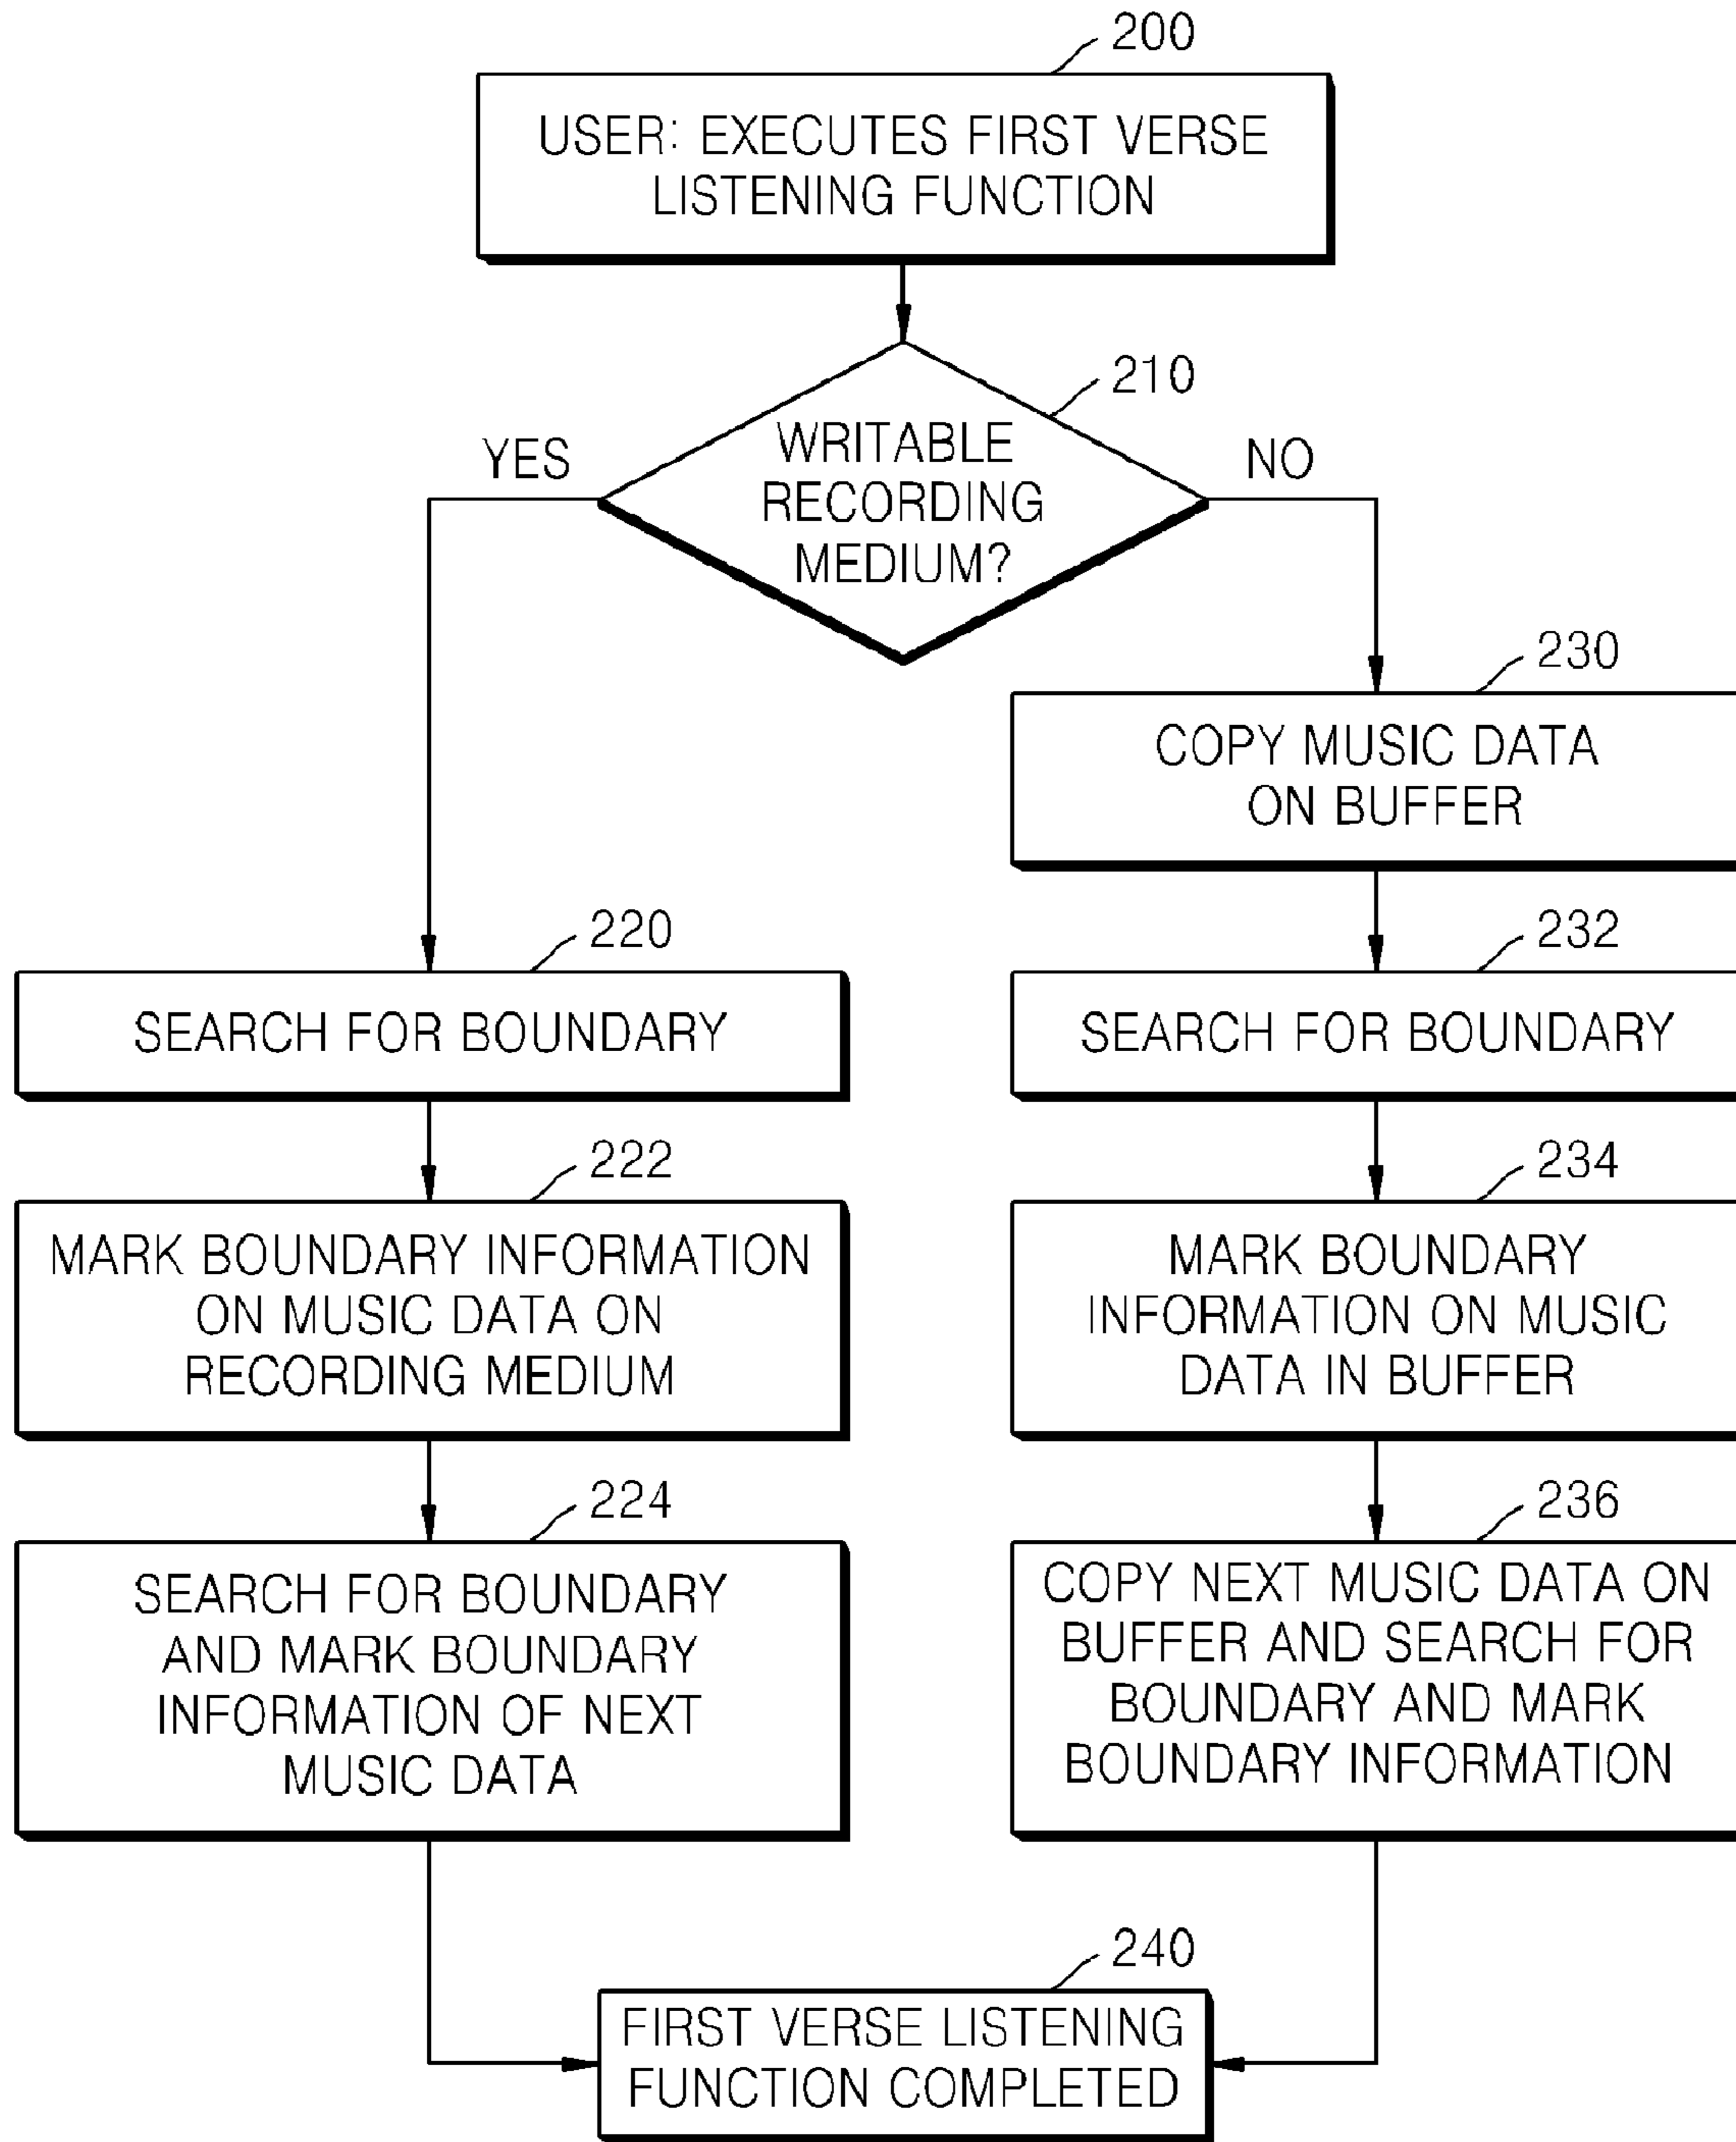 200
USER: EXECUTES FIRST VERSE
LISTENING FUNCTION
210
WRITABLE
RECORDING
MEDIUM?
YES
NO
230
COPY MUSIC DATA
ON BUFFER
220
SEARCH FOR BOUNDARY
232
SEARCH FOR BOUNDARY
222
MARK BOUNDARY INFORMATION
ON MUSIC DATA ON
RECORDING MEDIUM
234
MARK BOUNDARY
INFORMATION ON MUSIC
DATA IN BUFFER
224
SEARCH FOR BOUNDARY
AND MARK BOUNDARY
INFORMATION OF NEXT
MUSIC DATA
236
COPY NEXT MUSIC DATA ON
BUFFER AND SEARCH FOR
BOUNDARY AND MARK
BOUNDARY INFORMATION
240
FIRST VERSE LISTENING
FUNCTION COMPLETED